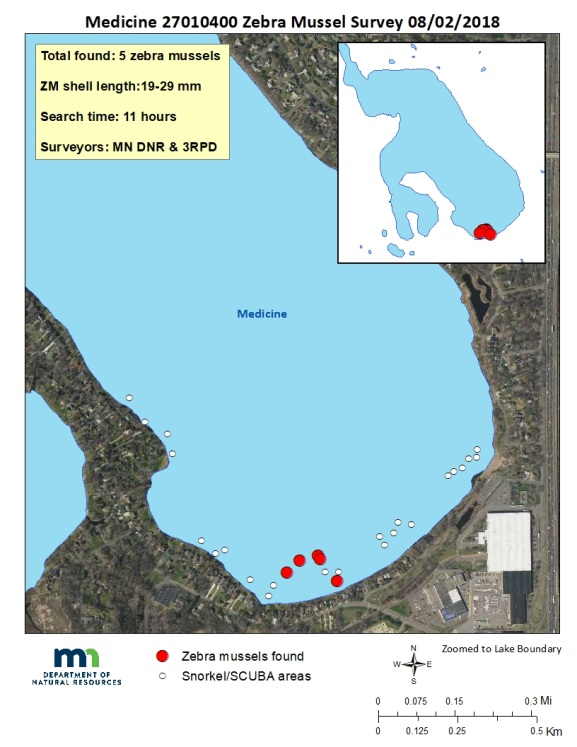 Medicine 27010400 Zebra Mussel Survey 08/02/2018
Total found: 5 zebra mussels
ZM shell length:19-29 mm
Search time: 11 hours
Surveyors: MN DNR & 3RPD
Medicine
mn
DEPARTMENT OF
NATURAL RESOURCES
Zebra mussels found
Snorkel/SCUBA areas
N
W E
S
Zoomed to Lake Boundary
0 0.075 0.15 0.3 Mi
0 0.125 0.25 0.5 Km